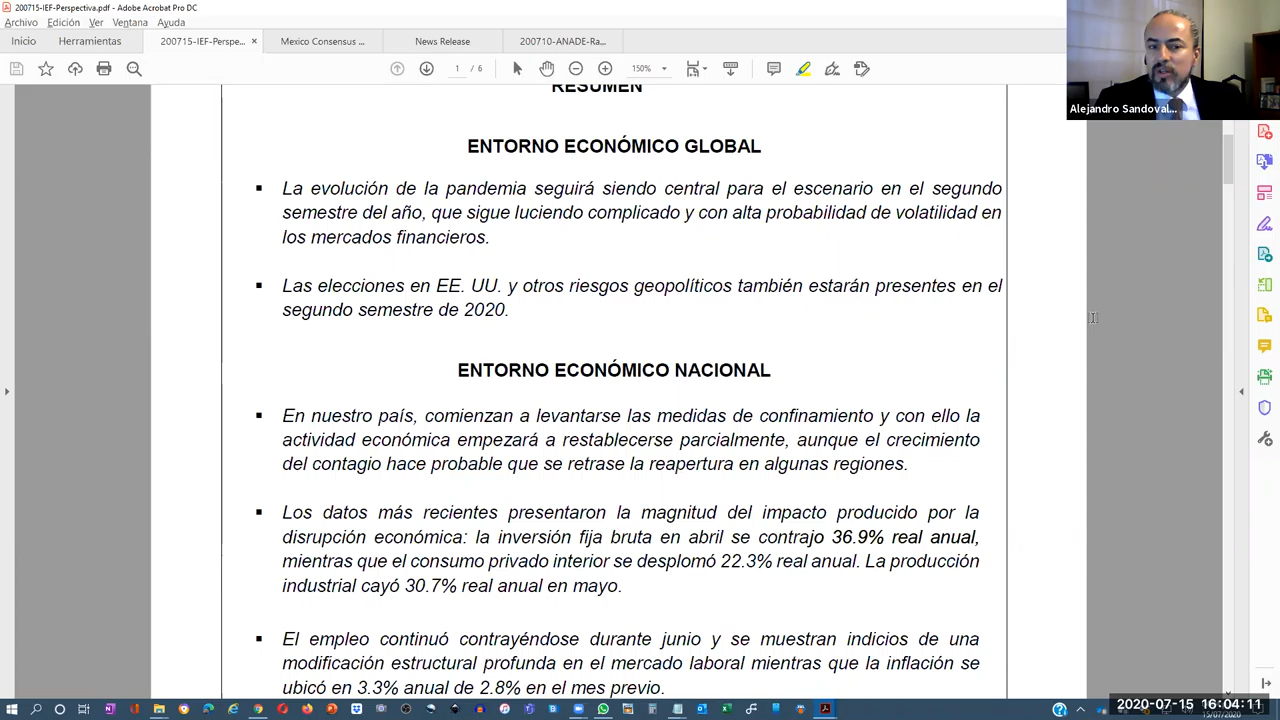 200715-IEF-Perspectiva.pdf - Adobe Acrobat Pro DC
Archivo Edición Ver Ventana Ayuda
Inicio Herramientas 200715-IEF-Perspe... × Mexico Consensus ... News Release 200710-ANADE-Ra...
1 / 6 150%
Alejandro Sandoval...
RESUMEN
ENTORNO ECONÓMICO GLOBAL
▪ La evolución de la pandemia seguirá siendo central para el escenario en el segundo
semestre del año, que sigue luciendo complicado y con alta probabilidad de volatilidad en
los mercados financieros.
▪ Las elecciones en EE. UU. y otros riesgos geopolíticos también estarán presentes en el
segundo semestre de 2020.
ENTORNO ECONÓMICO NACIONAL
▪ En nuestro país, comienzan a levantarse las medidas de confinamiento y con ello la
actividad económica empezará a restablecerse parcialmente, aunque el crecimiento
del contagio hace probable que se retrase la reapertura en algunas regiones.
▪ Los datos más recientes presentaron la magnitud del impacto producido por la
disrupción económica: la inversión fija bruta en abril se contrajo 36.9% real anual,
mientras que el consumo privado interior se desplomó 22.3% real anual. La producción
industrial cayó 30.7% real anual en mayo.
▪ El empleo continuó contrayéndose durante junio y se muestran indicios de una
modificación estructural profunda en el mercado laboral mientras que la inflación se
ubicó en 3.3% anual de 2.8% en el mes previo.
2020-07-15 16:04:11
15/07/2020